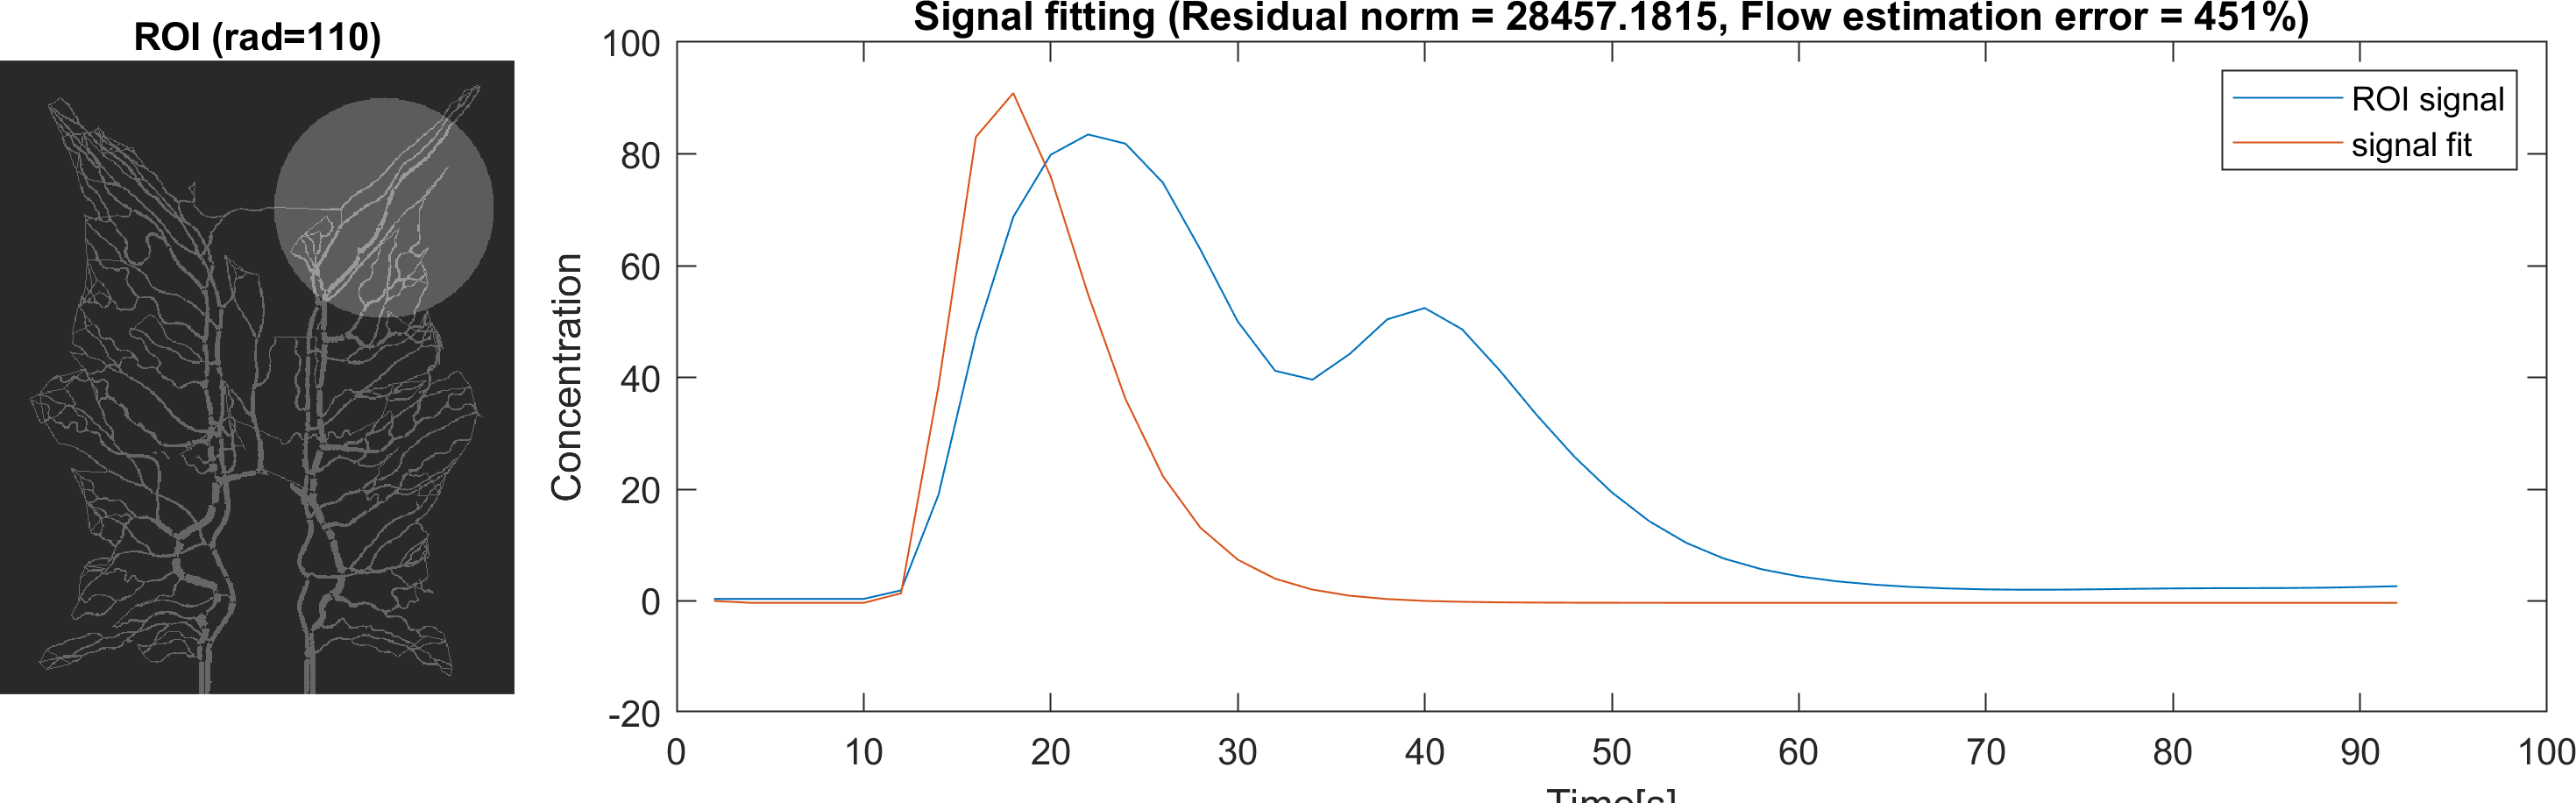 ROI (rad=110)
Signal fitting (Residual norm = 28457.1815, Flow estimation error = 451%)
100
80
60
40
20
0
-20
Concentration
ROI signal
signal fit
0 10 20 30 40 50 60 70 80 90 100
Time[s]